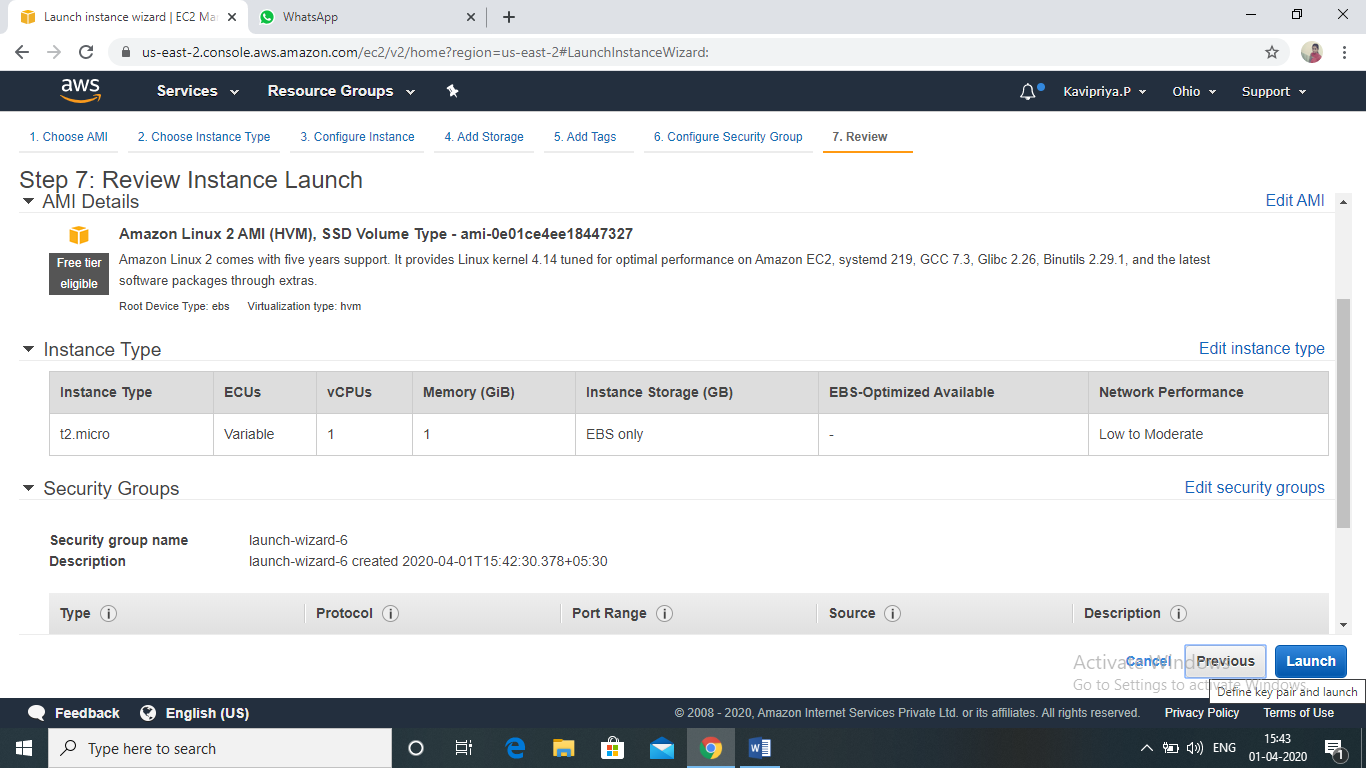 Launch instance wizard | EC2 Ma
WhatsApp
us-east-2.console.aws.amazon.com/ec2/v2/home?region=us-east-2#LaunchInstanceWizard:
aws Services Resource Groups Kavipriya.P Ohio Support
1. Choose AMI 2. Choose Instance Type 3. Configure Instance 4. Add Storage 5. Add Tags 6. Configure Security Group 7. Review
Step 7: Review Instance Launch
AMI Details Edit AMI
Amazon Linux 2 AMI (HVM), SSD Volume Type - ami-0e01ce4ee18447327
Free tier
eligible
Amazon Linux 2 comes with five years support. It provides Linux kernel 4.14 tuned for optimal performance on Amazon EC2, systemd 219, GCC 7.3, Glibc 2.26, Binutils 2.29.1, and the latest
software packages through extras.
Root Device Type: ebs Virtualization type: hvm
Instance Type Edit instance type
Instance Type ECUs vCPUs Memory (GiB) Instance Storage (GB) EBS-Optimized Available Network Performance
t2.micro Variable 1 1 EBS only - Low to Moderate
Security Groups Edit security groups
Security group name launch-wizard-6
Description launch-wizard-6 created 2020-04-01T15:42:30.378+05:30
Type Protocol Port Range Source Description
Activate Windows
Cancel Previous Launch
Go to Settings to activate Windows.
Define key pair and launch
Feedback English (US) © 2008 - 2020, Amazon Internet Services Private Ltd. or its affiliates. All rights reserved. Privacy Policy Terms of Use
Type here to search
ENG
15:43
01-04-2020
1